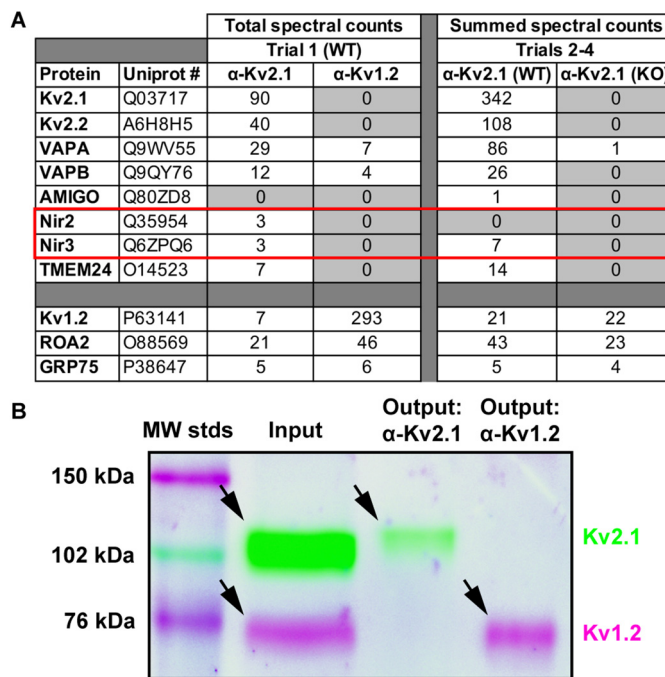 A
Total spectral counts Summed spectral counts
Trial 1 (WT) Trials 2-4
Protein Uniprot # α-Kv2.1 α-Kv1.2 α-Kv2.1 (WT) α-Kv2.1 (KO)
Kv2.1 Q03717 90 0 342 0
Kv2.2 A6H8H5 40 0 108 0
VAPA Q9WV55 29 7 86 1
VAPB Q9QY76 12 4 26 0
AMIGO Q80ZD8 0 0 1 0
Nir2 Q35954 3 0 0 0
Nir3 Q6ZPQ6 3 0 7 0
TMEM24 O14523 7 0 14 0
Kv1.2 P63141 7 293 21 22
ROA2 O88569 21 46 43 23
GRP75 P38647 5 6 5 4
B
MW stds Input Output: α-Kv2.1 Output: α-Kv1.2
150 kDa
102 kDa Kv2.1
76 kDa Kv1.2